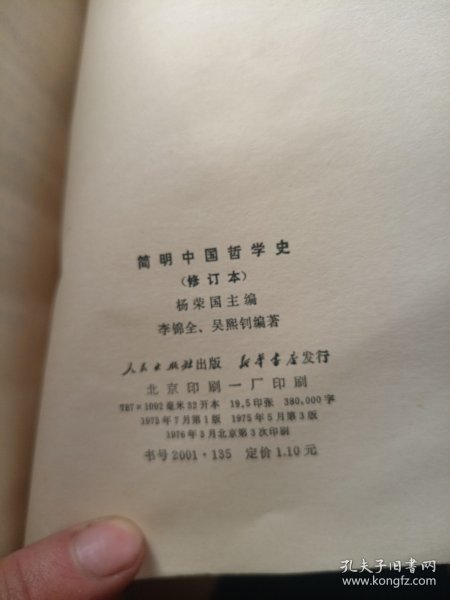 简明中国哲学史
(修订本)
杨荣国主编
李锦全、吴熙钊编著
人民出版社出版 新华书店发行
北京印刷一厂印刷
787×1092毫米32开本 19.5印张 380,000字
1973年7月第1版 1975年5月第3版
1976年3月北京第3次印刷
书号2001·135 定价1.10元
孔夫子旧书网
www.kongfz.com